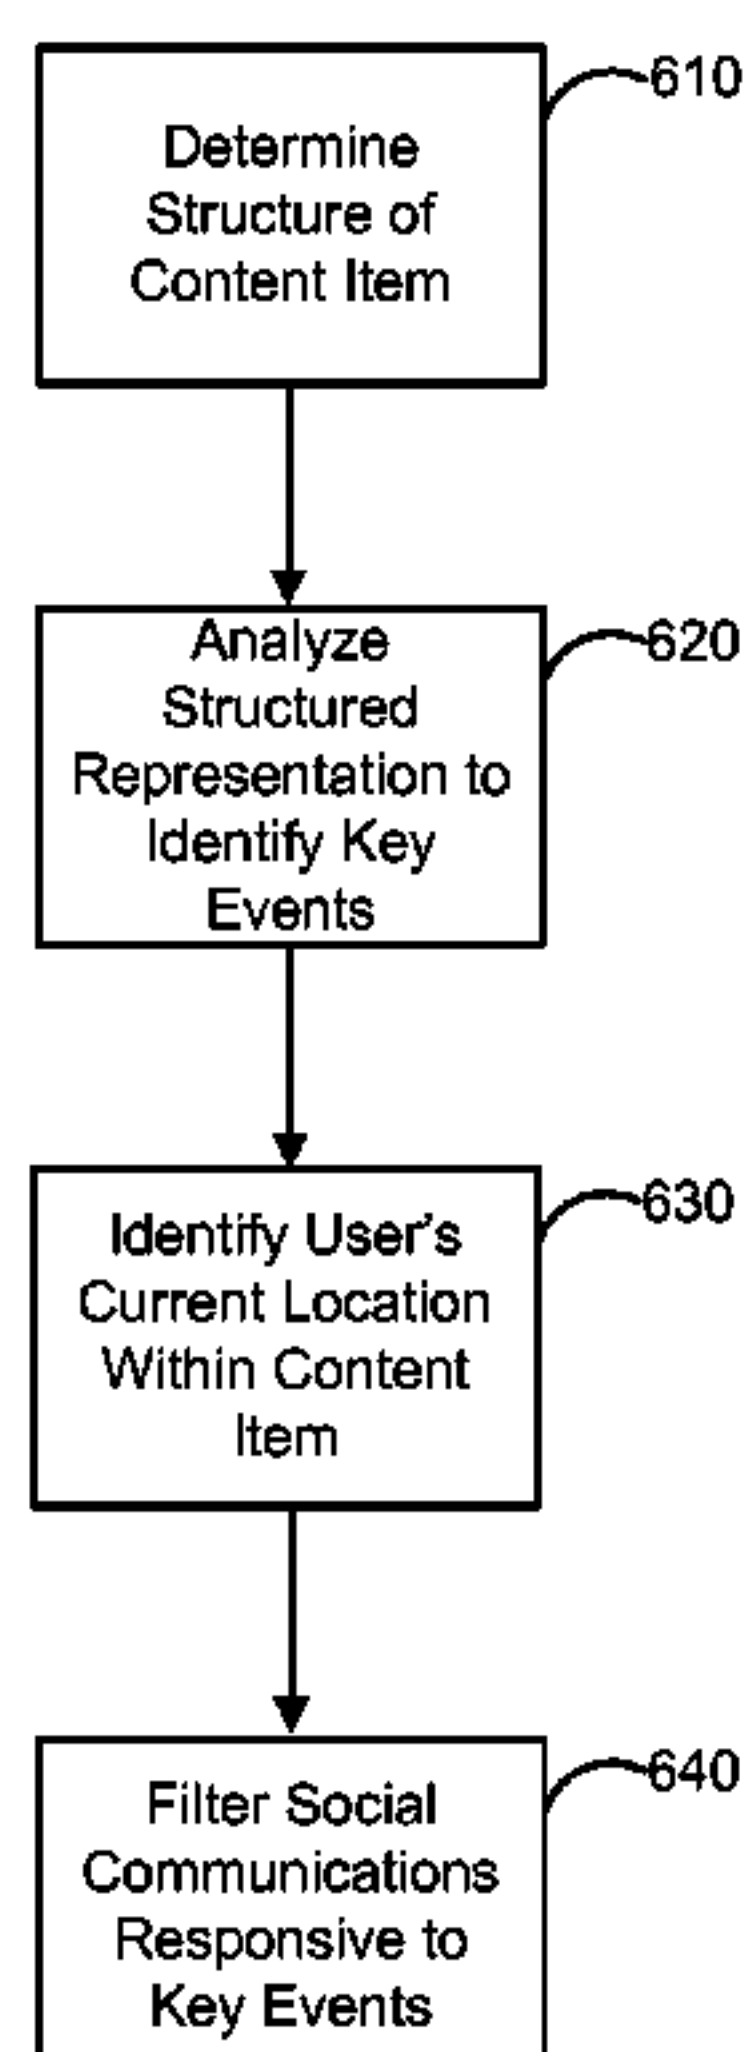 610
Determine
Structure of
Content Item
620
Analyze
Structured
Representation to
Identify Key
Events
630
Identify User's
Current Location
Within Content
Item
640
Filter Social
Communications
Responsive to
Key Events